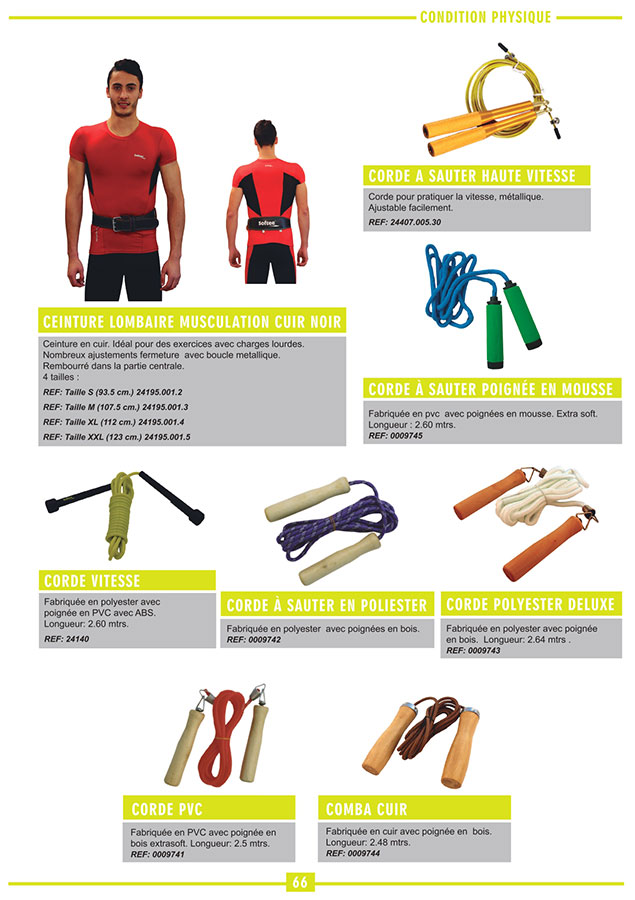 CONDITION PHYSIQUE
Softee
CORDE A SAUTER HAUTE VITESSE
Corde pour pratiquer la vitesse, métallique.
Ajustable facilement.
REF: 24407.005.30
CEINTURE LOMBAIRE MUSCULATION CUIR NOIR
Ceinture en cuir. Idéal pour des exercices avec charges lourdes.
Nombreux ajustements fermeture avec boucle metallique.
Rembourré dans la partie centrale.
4 tailles :
REF: Taille S (93.5 cm.) 24195.001.2
REF: Taille M (107.5 cm.) 24195.001.3
REF: Taille XL (112 cm.) 24195.001.4
REF: Taille XXL (123 cm.) 24195.001.5
CORDE À SAUTER POIGNÉE EN MOUSSE
Fabriquée en pvc avec poignées en mousse. Extra soft.
Longueur : 2.60 mtrs.
REF: 0009745
CORDE VITESSE
Fabriquée en polyester avec
poignée en PVC avec ABS.
Longueur: 2.60 mtrs.
REF: 24140
CORDE À SAUTER EN POLIESTER
Fabriquée en polyester avec poignées en bois.
REF: 0009742
CORDE POLYESTER DELUXE
Fabriquée en polyester avec poignée
en bois. Longueur: 2.64 mtrs .
REF: 0009743
CORDE PVC
Fabriquée en PVC avec poignée en
bois extrasoft. Longueur: 2.5 mtrs.
REF: 0009741
COMBA CUIR
Fabriquée en cuir avec poignée en bois.
Longueur: 2.48 mtrs.
REF: 0009744
66